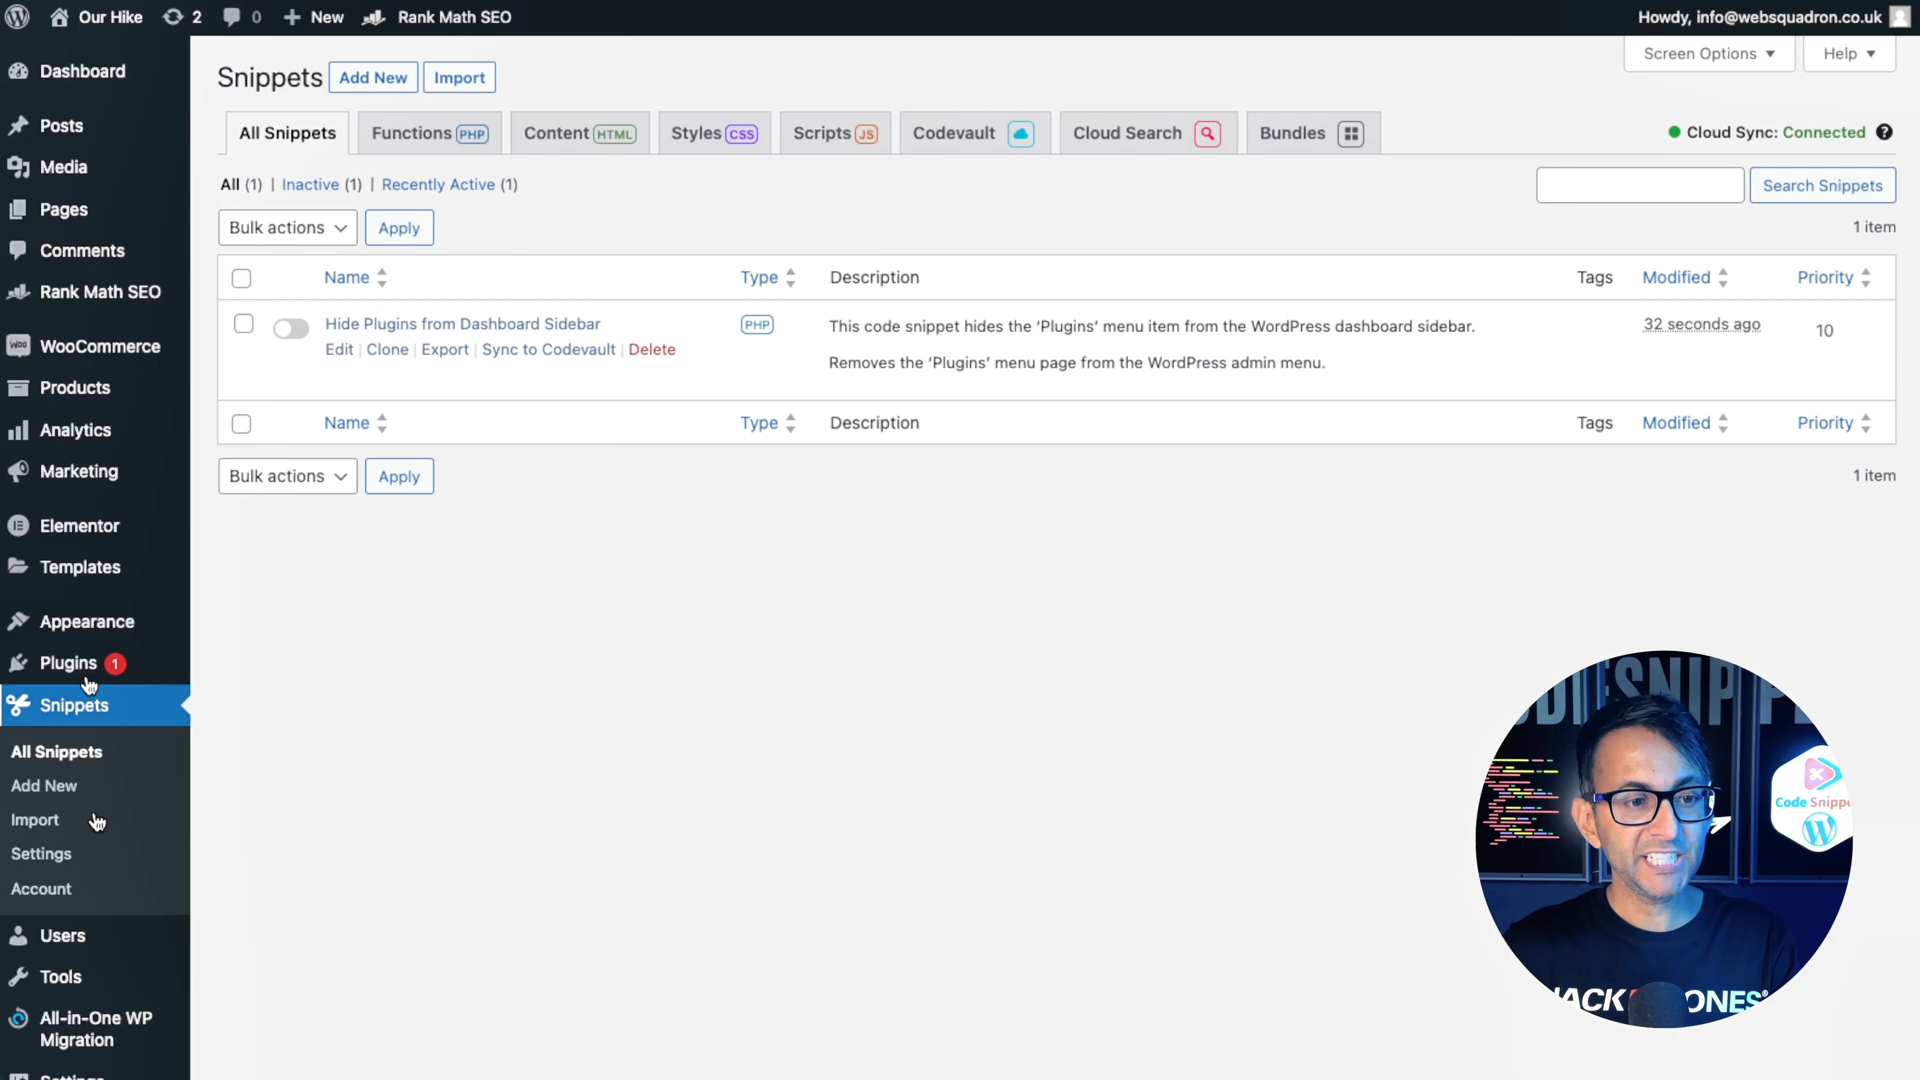 Our Hike 2 0 New Rank Math SEO Howdy, info@websquadron.co.uk
Screen Options Help
Dashboard
Posts
Media
Pages
Comments
Rank Math SEO
WooCommerce
Products
Analytics
Marketing
Elementor
Templates
Appearance
Plugins 1
Snippets
All Snippets
Add New
Import
Settings
Account
Users
Tools
All-in-One WP
Migration
Settings
Snippets Add New Import
All Snippets Functions PHP Content HTML Styles CSS Scripts JS Codevault Cloud Search Bundles Cloud Sync: Connected ?
All (1) | Inactive (1) | Recently Active (1)
Search Snippets
Bulk actions Apply 1 item
Name Type Description Tags Modified Priority
Hide Plugins from Dashboard Sidebar PHP This code snippet hides the ‘Plugins’ menu item from the WordPress dashboard sidebar. 32 seconds ago 10
Edit | Clone | Export | Sync to Codevault | Delete
Removes the ‘Plugins’ menu page from the WordPress admin menu.
Name Type Description Tags Modified Priority
Bulk actions Apply 1 item
Code Snippe